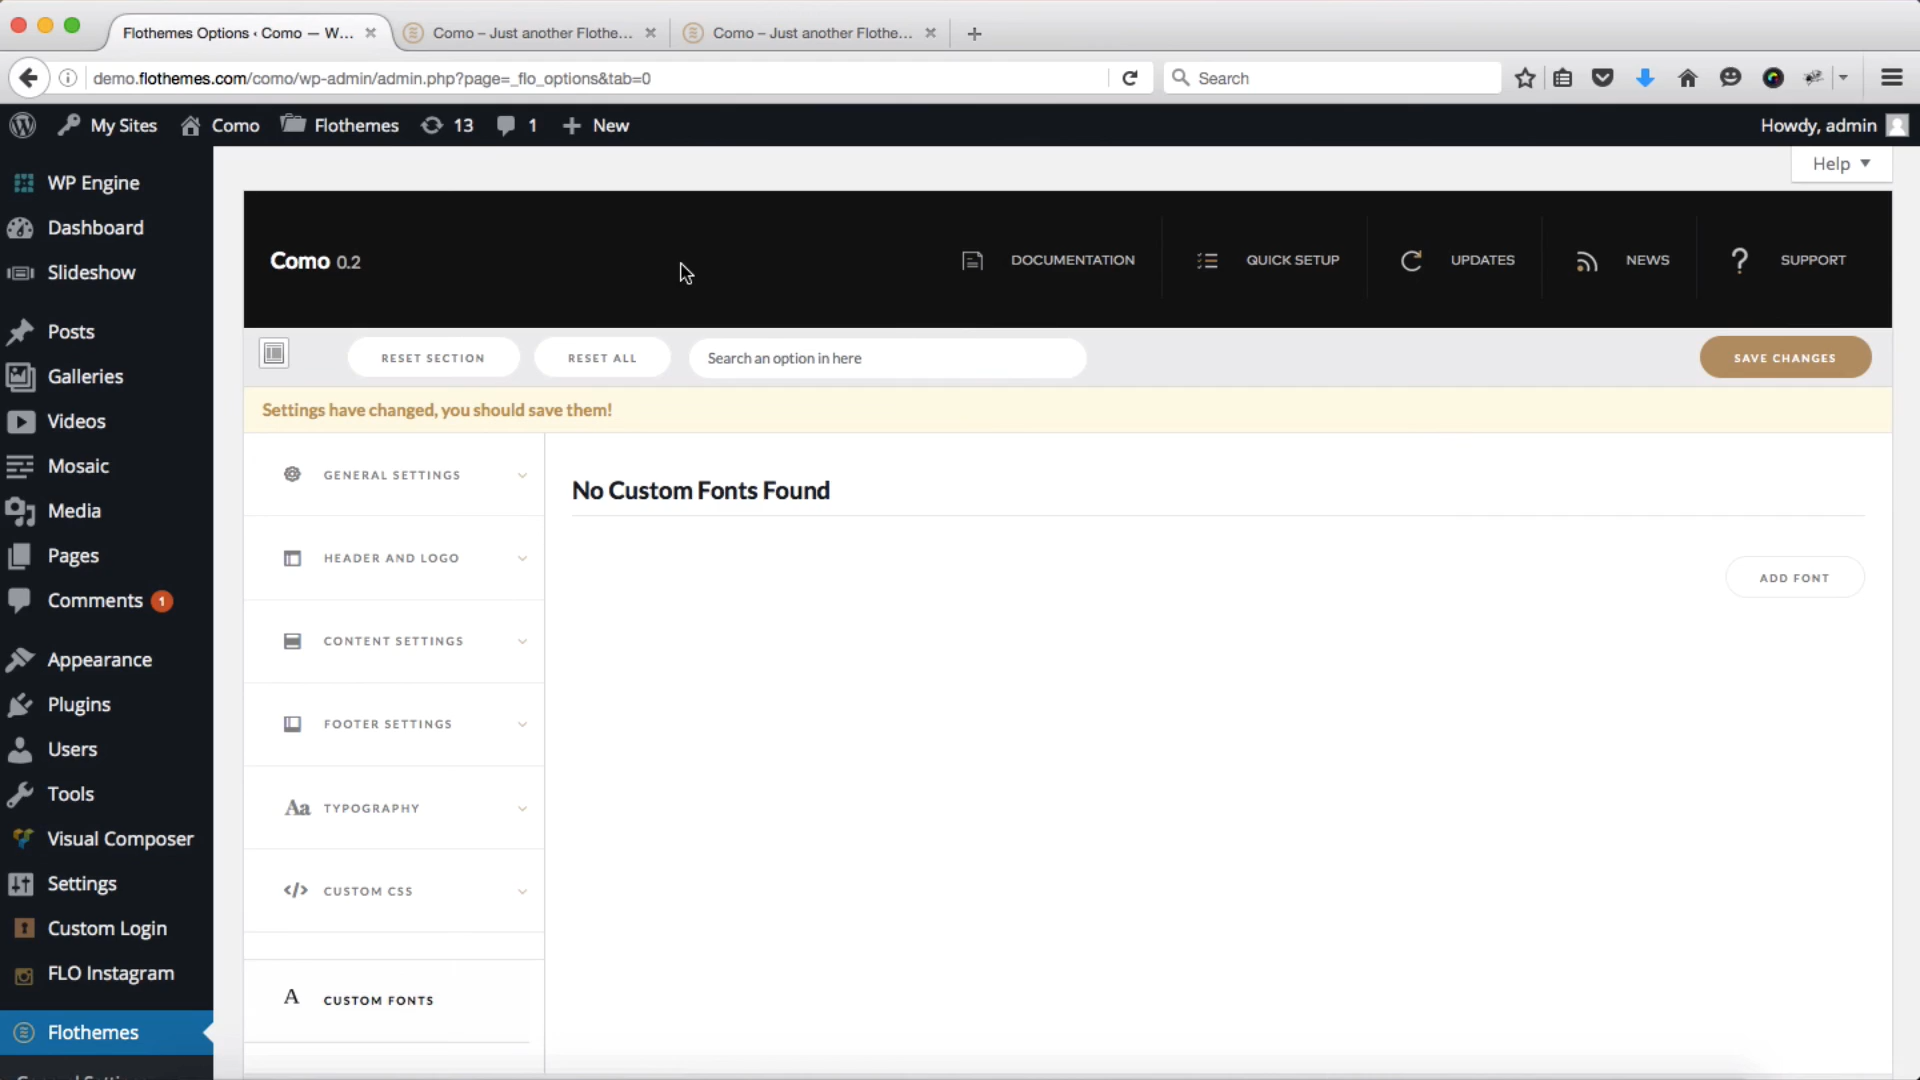 Flothemes Options ‹ Como — W...
Como – Just another Flothe...
Como – Just another Flothe...
demo.flothemes.com/como/wp-admin/admin.php?page=_flo_options&tab=0
Search
My Sites
Como
Flothemes
13
1
New
Howdy, admin
Help
WP Engine
Dashboard
Slideshow
Posts
Galleries
Videos
Mosaic
Media
Pages
Comments 1
Appearance
Plugins
Users
Tools
Visual Composer
Settings
Custom Login
FLO Instagram
Flothemes
Como 0.2
DOCUMENTATION
QUICK SETUP
UPDATES
NEWS
SUPPORT
RESET SECTION
RESET ALL
Search an option in here
SAVE CHANGES
Settings have changed, you should save them!
GENERAL SETTINGS
HEADER AND LOGO
CONTENT SETTINGS
FOOTER SETTINGS
Aa TYPOGRAPHY
</> CUSTOM CSS
A CUSTOM FONTS
No Custom Fonts Found
ADD FONT